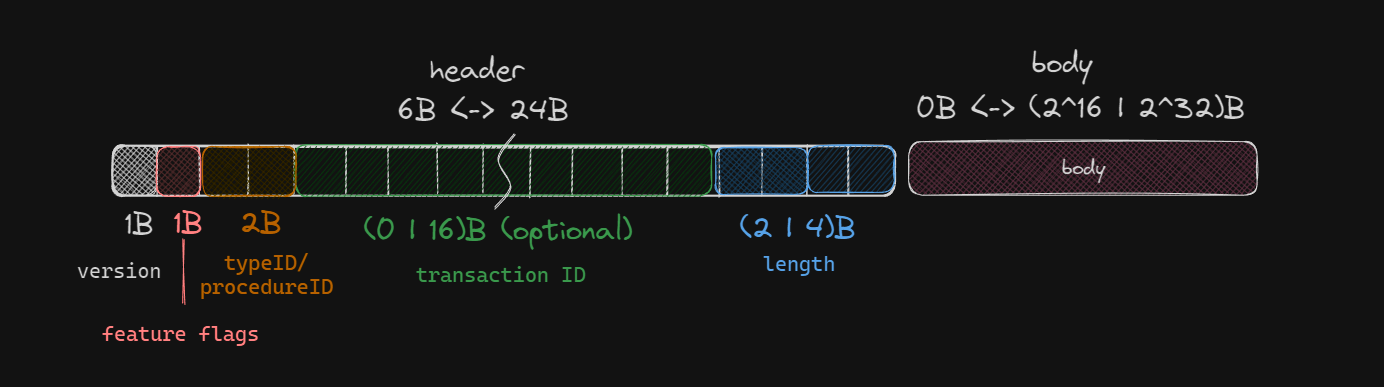 header
6B <-> 24B
body
0B <-> (2^16 | 2^32)B
body
1B
1B
2B
(0 | 16)B (optional)
(2 | 4)B
version
typeID/
procedureID
transaction ID
length
feature flags